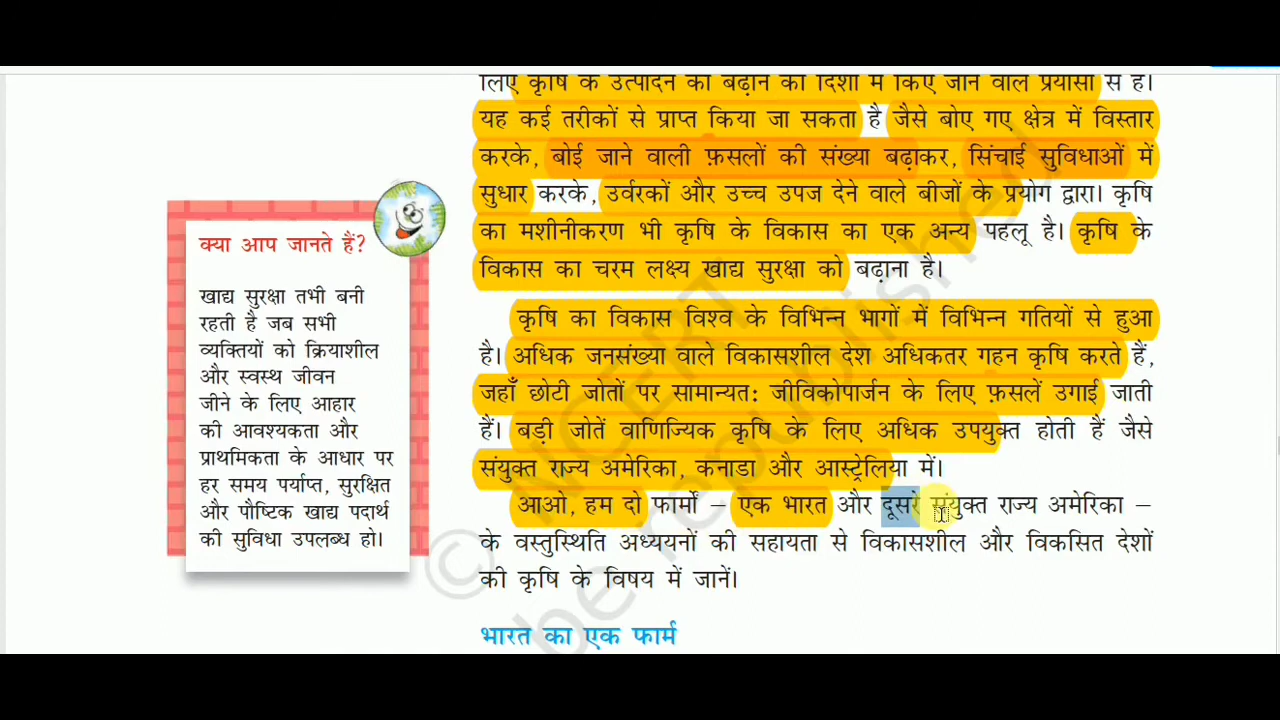 लिए कृषि के उत्पादन को बढ़ाने की दिशा में किए जाने वाले प्रयासों से है।
यह कई तरीकों से प्राप्त किया जा सकता है जैसे बोए गए क्षेत्र में विस्तार
करके, बोई जाने वाली फ़सलों की संख्या बढ़ाकर, सिंचाई सुविधाओं में
सुधार करके, उर्वरकों और उच्च उपज देने वाले बीजों के प्रयोग द्वारा। कृषि
का मशीनीकरण भी कृषि के विकास का एक अन्य पहलू है। कृषि के
विकास का चरम लक्ष्य खाद्य सुरक्षा को बढ़ाना है।
कृषि का विकास विश्व के विभिन्न भागों में विभिन्न गतियों से हुआ
है। अधिक जनसंख्या वाले विकासशील देश अधिकतर गहन कृषि करते हैं,
जहाँ छोटी जोतों पर सामान्यत: जीविकोपार्जन के लिए फ़सलें उगाई जाती
हैं। बड़ी जोतें वाणिज्यिक कृषि के लिए अधिक उपयुक्त होती हैं जैसे
संयुक्त राज्य अमेरिका, कनाडा और आस्ट्रेलिया में।
आओ, हम दो फार्मों – एक भारत और दूसरे संयुक्त राज्य अमेरिका –
के वस्तुस्थिति अध्ययनों की सहायता से विकासशील और विकसित देशों
की कृषि के विषय में जानें।
भारत का एक फार्म
क्या आप जानते हैं?
खाद्य सुरक्षा तभी बनी
रहती है जब सभी
व्यक्तियों को क्रियाशील
और स्वस्थ जीवन
जीने के लिए आहार
की आवश्यकता और
प्राथमिकता के आधार पर
हर समय पर्याप्त, सुरक्षित
और पौष्टिक खाद्य पदार्थ
की सुविधा उपलब्ध हो।
© NCERT
be republished